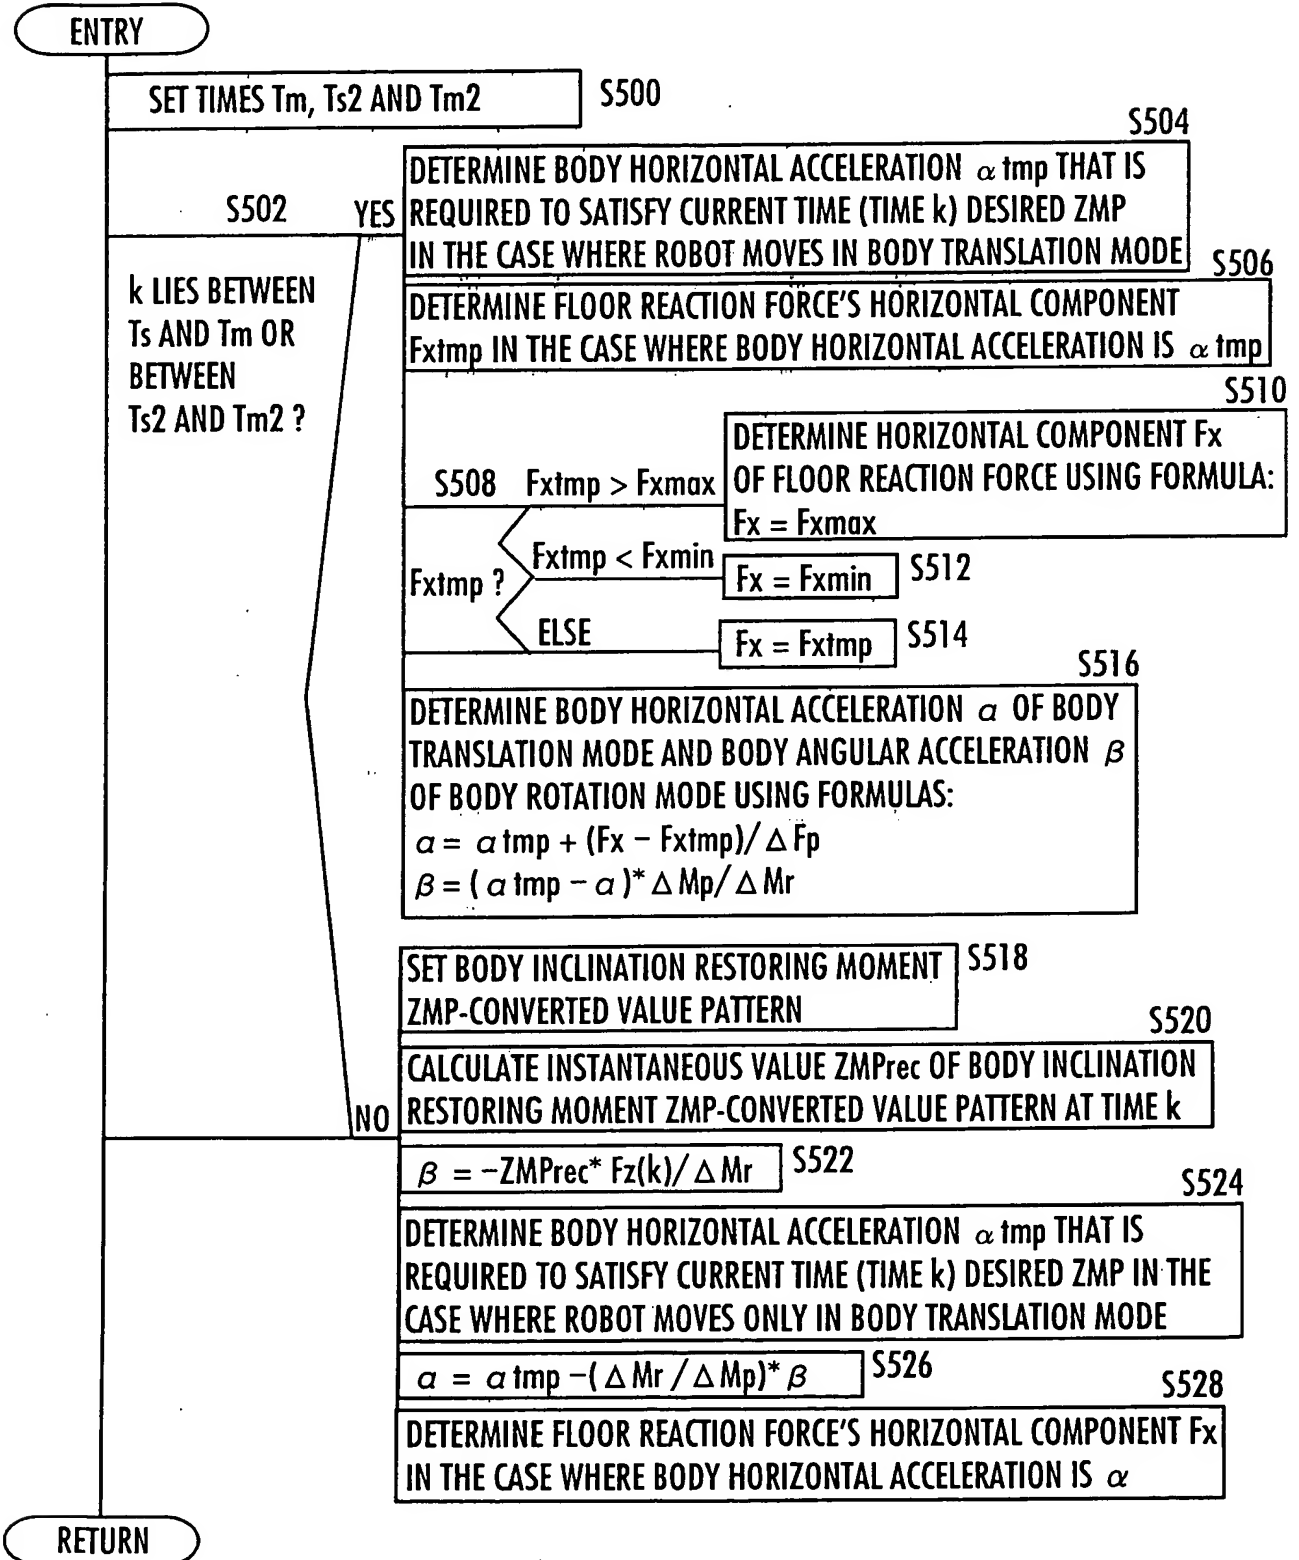 ENTRY
SET TIMES Tm, Ts2 AND Tm2
S500
S504
DETERMINE BODY HORIZONTAL ACCELERATION α tmp THAT IS
REQUIRED TO SATISFY CURRENT TIME (TIME k) DESIRED ZMP
IN THE CASE WHERE ROBOT MOVES IN BODY TRANSLATION MODE
S502
YES
k LIES BETWEEN
Ts AND Tm OR
BETWEEN
Ts2 AND Tm2 ?
S506
DETERMINE FLOOR REACTION FORCE'S HORIZONTAL COMPONENT
Fxtmp IN THE CASE WHERE BODY HORIZONTAL ACCELERATION IS α tmp
S510
DETERMINE HORIZONTAL COMPONENT Fx
OF FLOOR REACTION FORCE USING FORMULA:
Fx = Fxmax
S508
Fxtmp > Fxmax
Fxtmp ?
Fxtmp < Fxmin
Fx = Fxmin
S512
ELSE
Fx = Fxtmp
S514
S516
DETERMINE BODY HORIZONTAL ACCELERATION α OF BODY
TRANSLATION MODE AND BODY ANGULAR ACCELERATION β
OF BODY ROTATION MODE USING FORMULAS:
α = α tmp + (Fx − Fxtmp)/ Δ Fp
β = ( α tmp − α )* Δ Mp/ Δ Mr
SET BODY INCLINATION RESTORING MOMENT
ZMP-CONVERTED VALUE PATTERN
S518
S520
CALCULATE INSTANTANEOUS VALUE ZMPrec OF BODY INCLINATION
RESTORING MOMENT ZMP-CONVERTED VALUE PATTERN AT TIME k
NO
β = −ZMPrec* Fz(k)/ Δ Mr
S522
S524
DETERMINE BODY HORIZONTAL ACCELERATION α tmp THAT IS
REQUIRED TO SATISFY CURRENT TIME (TIME k) DESIRED ZMP IN THE
CASE WHERE ROBOT MOVES ONLY IN BODY TRANSLATION MODE
α = α tmp −( Δ Mr / Δ Mp)* β
S526
S528
DETERMINE FLOOR REACTION FORCE'S HORIZONTAL COMPONENT Fx
IN THE CASE WHERE BODY HORIZONTAL ACCELERATION IS α
RETURN